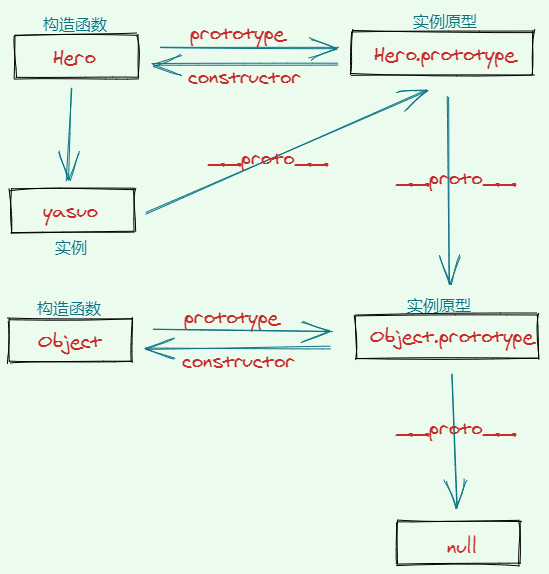 构造函数
实例原型
Hero
prototype
Hero.prototype
constructor
__proto__
__proto__
yasuo
实例
构造函数
实例原型
Object
prototype
Object.prototype
constructor
__proto__
null